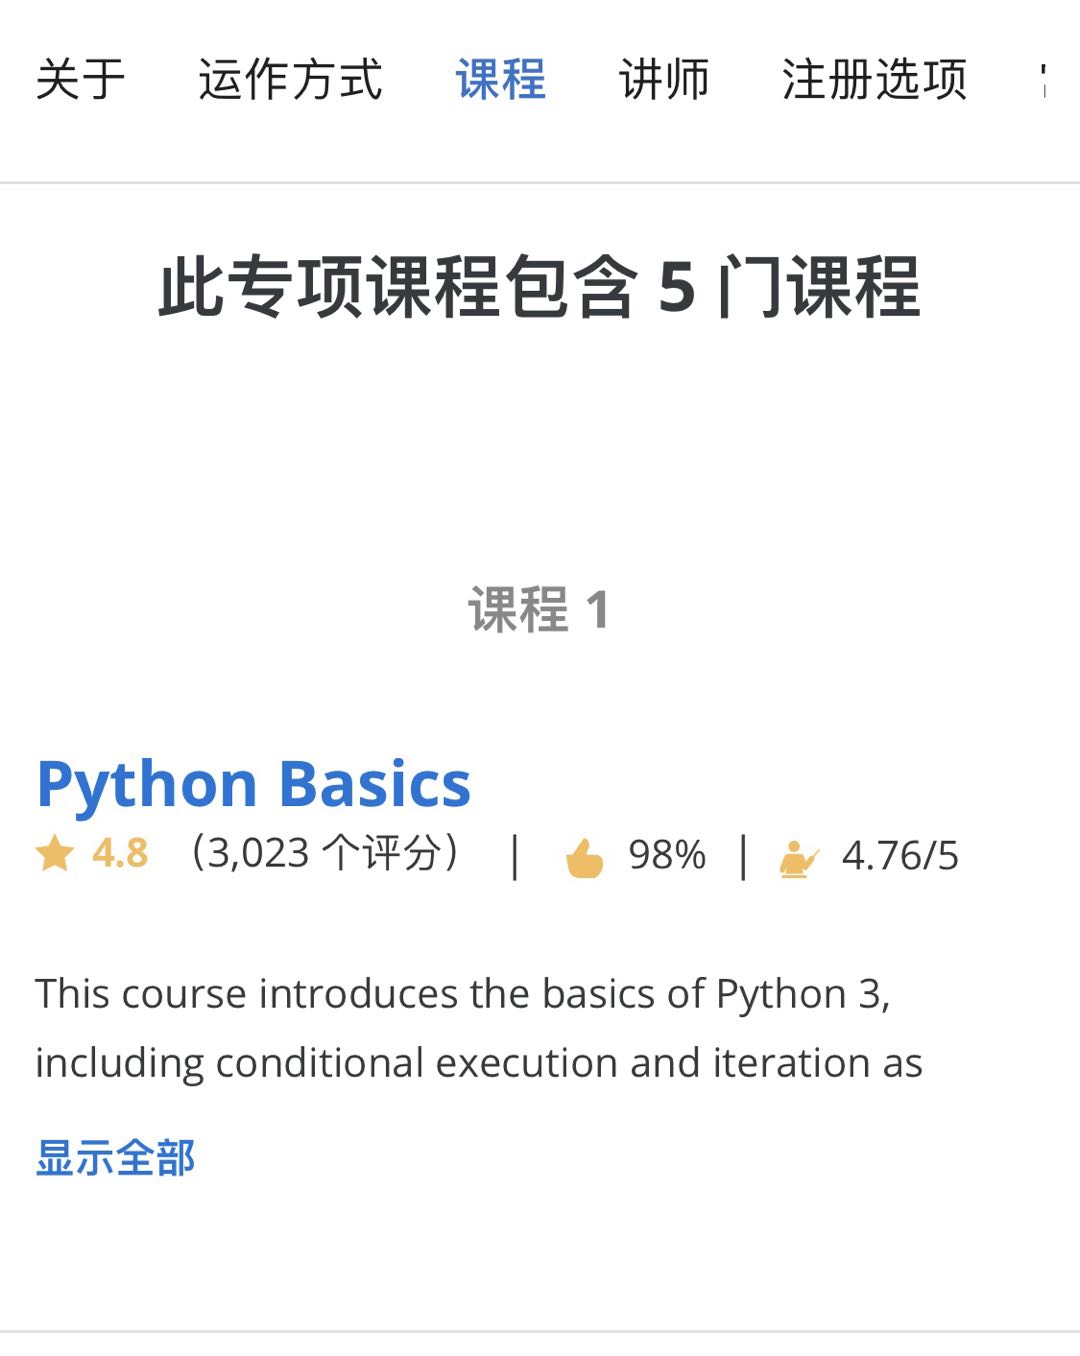 关于 运作方式 课程 讲师 注册选项
此专项课程包含 5 门课程
课程 1
Python Basics
4.8 （3,023 个评分） | 98% | 4.76/5
This course introduces the basics of Python 3,
including conditional execution and iteration as
显示全部